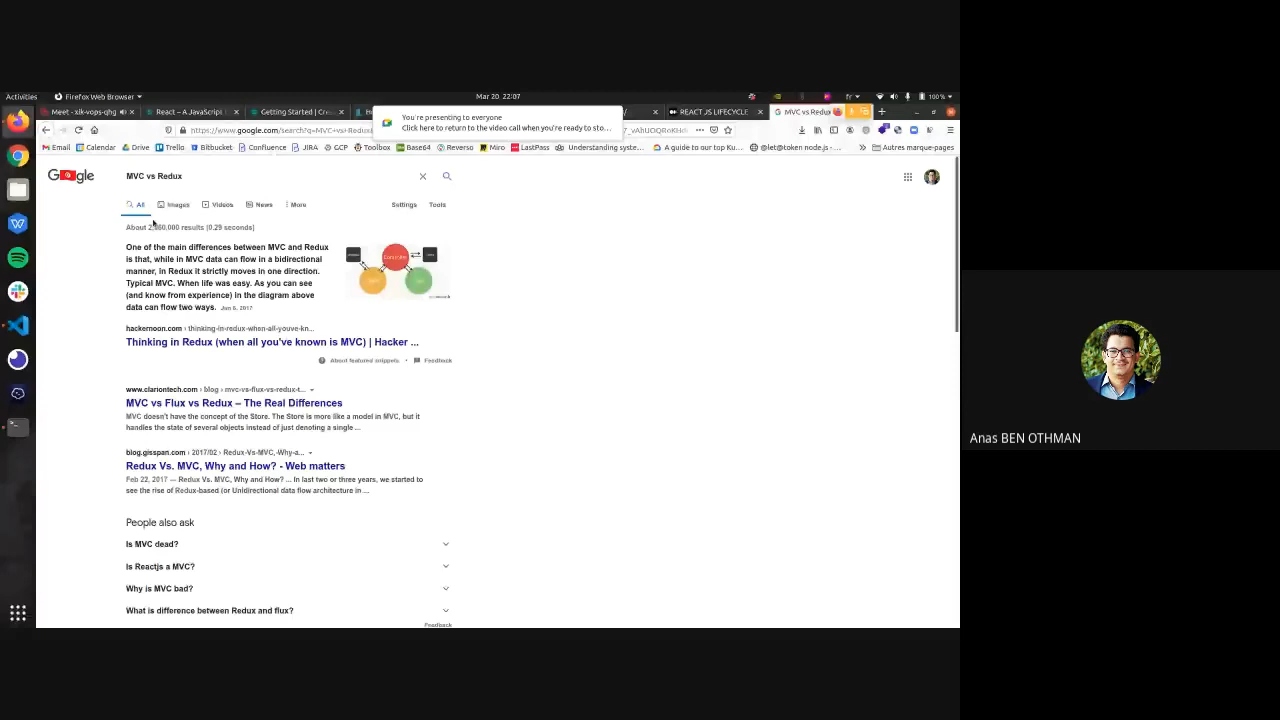 Activities
Firefox Web Browser
Mar 20 22:07
fr
100%
Meet - xlk-vops-qhg
React – A JavaScript
Getting Started | Crea
REACT JS LIFECYCLE
MVC vs Redux
You're presenting to everyone
Click here to return to the video call when you're ready to sto...
https://www.google.com/search?q=MVC+vs+Redux
Email
Calendar
Drive
Trello
Bitbucket
Confluence
JIRA
GCP
Toolbox
Base64
Reverso
Miro
LastPass
Understanding syste...
A guide to our top Ku...
@let@token node.js -...
Autres marque-pages
MVC vs Redux
All
Images
Videos
News
More
Settings
Tools
results (0.29 seconds)
One of the main differences between MVC and Redux
is that, while in MVC data can flow in a bidirectional
manner, in Redux it strictly moves in one direction.
Typical MVC. When life was easy. As you can see
(and know from experience) in the diagram above
data can flow two ways.
2017
hackernoon.com › thinking-in-redux-when-all-youve-kn...
Thinking in Redux (when all you've known is MVC) | Hacker ...
About featured snippets
Feedback
www.clariontech.com › blog › mvc-vs-flux-vs-redux-t...
MVC vs Flux vs Redux – The Real Differences
MVC doesn't have the concept of the Store. The Store is more like a model in MVC, but it
handles the state of several objects instead of just denoting a single ...
blog.gisspan.com › 2017/02 › Redux-Vs-MVC,-Why-a...
Redux Vs. MVC, Why and How? - Web matters
Feb 22, 2017 — Redux Vs. MVC, Why and How? ... In last two or three years, we started to
see the rise of Redux-based (or Unidirectional data flow architecture in ...
People also ask
Is MVC dead?
Is Reactjs a MVC?
Why is MVC bad?
What is difference between Redux and flux?
Feedback
Anas BEN OTHMAN